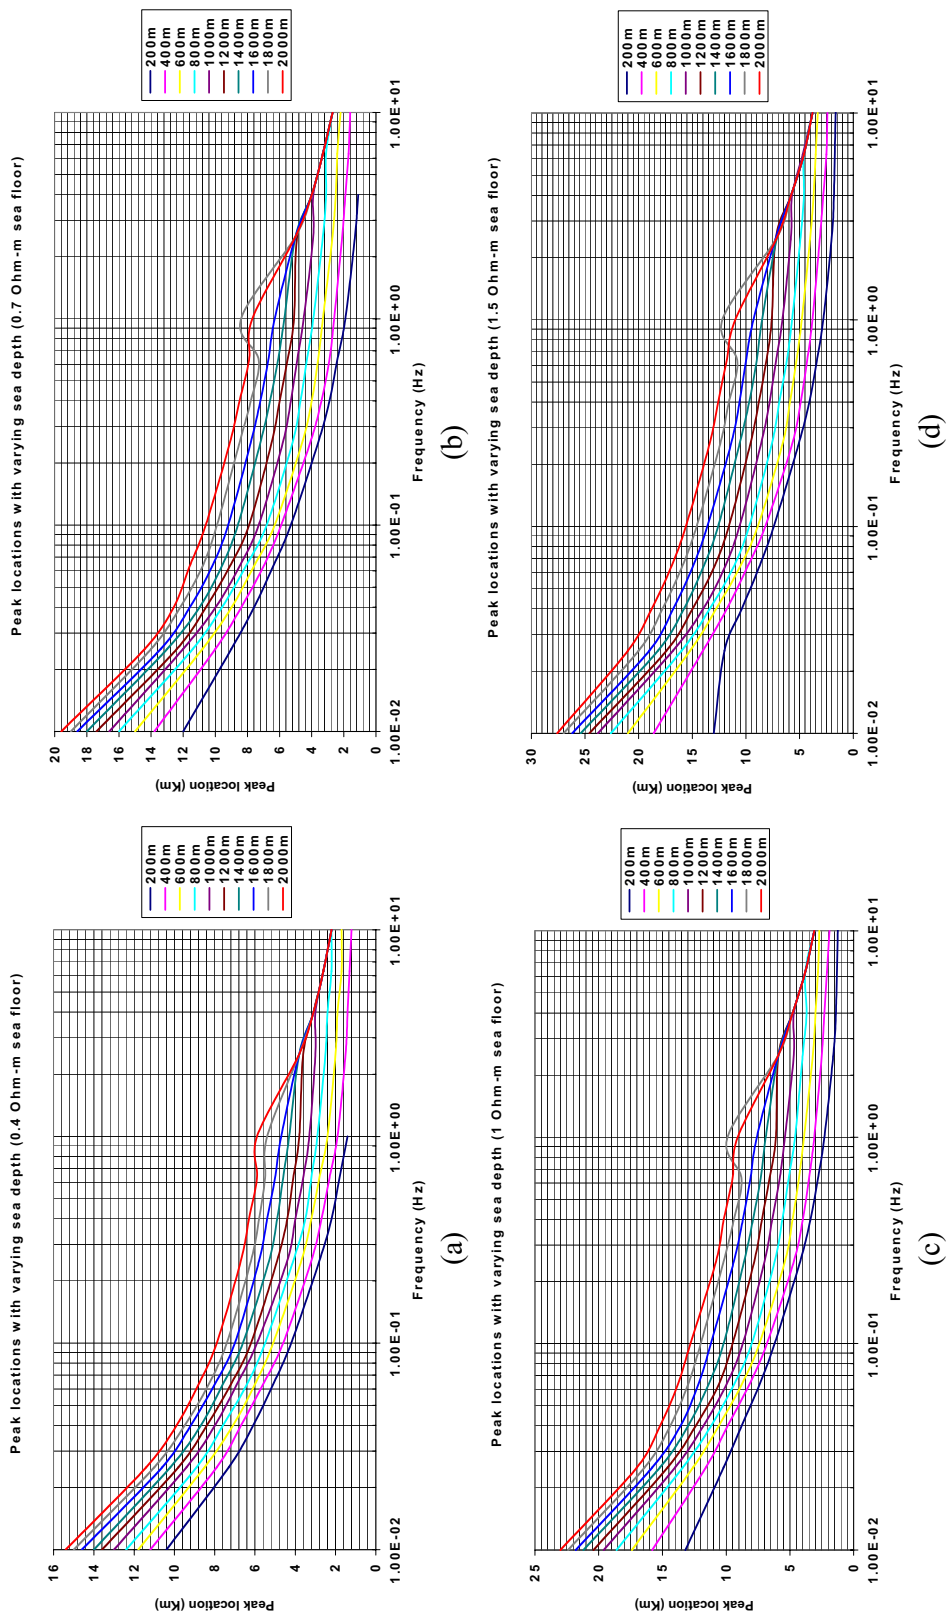 Peak locations with varying sea depth (0.4 Ohm-m sea floor)
Peak location (Km)
16
14
12
10
8
6
4
2
0
1.00E-02 1.00E-01 1.00E+00 1.00E+01
Frequency (Hz)
200m
400m
600m
800m
1000m
1200m
1400m
1600m
1800m
2000m
(a)
Peak locations with varying sea depth (0.7 Ohm-m sea floor)
Peak location (Km)
20
18
16
14
12
10
8
6
4
2
0
1.00E-02 1.00E-01 1.00E+00 1.00E+01
Frequency (Hz)
200m
400m
600m
800m
1000m
1200m
1400m
1600m
1800m
2000m
(b)
Peak locations with varying sea depth (1 Ohm-m sea floor)
Peak location (Km)
25
20
15
10
5
0
1.00E-02 1.00E-01 1.00E+00 1.00E+01
Frequency (Hz)
200m
400m
600m
800m
1000m
1200m
1400m
1600m
1800m
2000m
(c)
Peak locations with varying sea depth (1.5 Ohm-m sea floor)
Peak location (Km)
30
25
20
15
10
5
0
1.00E-02 1.00E-01 1.00E+00 1.00E+01
Frequency (Hz)
200m
400m
600m
800m
1000m
1200m
1400m
1600m
1800m
2000m
(d)